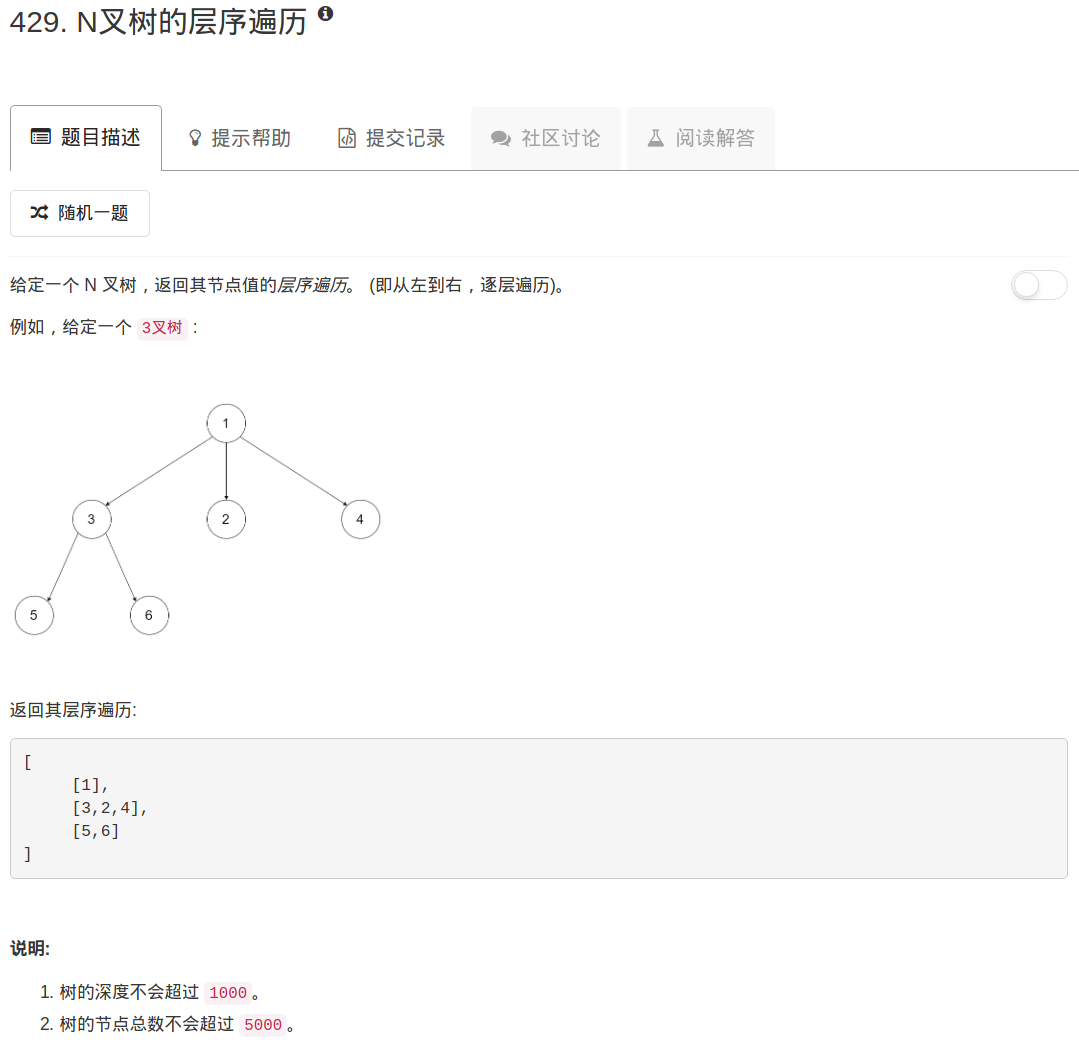 429. N叉树的层序遍历
题目描述 提示帮助 提交记录 社区讨论 阅读解答
随机一题
给定一个 N 叉树，返回其节点值的层序遍历。 (即从左到右，逐层遍历)。
例如，给定一个 3叉树 :
1
3 2 4
5 6
返回其层序遍历:
[
[1],
[3,2,4],
[5,6]
]
说明:
1. 树的深度不会超过 1000。
2. 树的节点总数不会超过 5000。